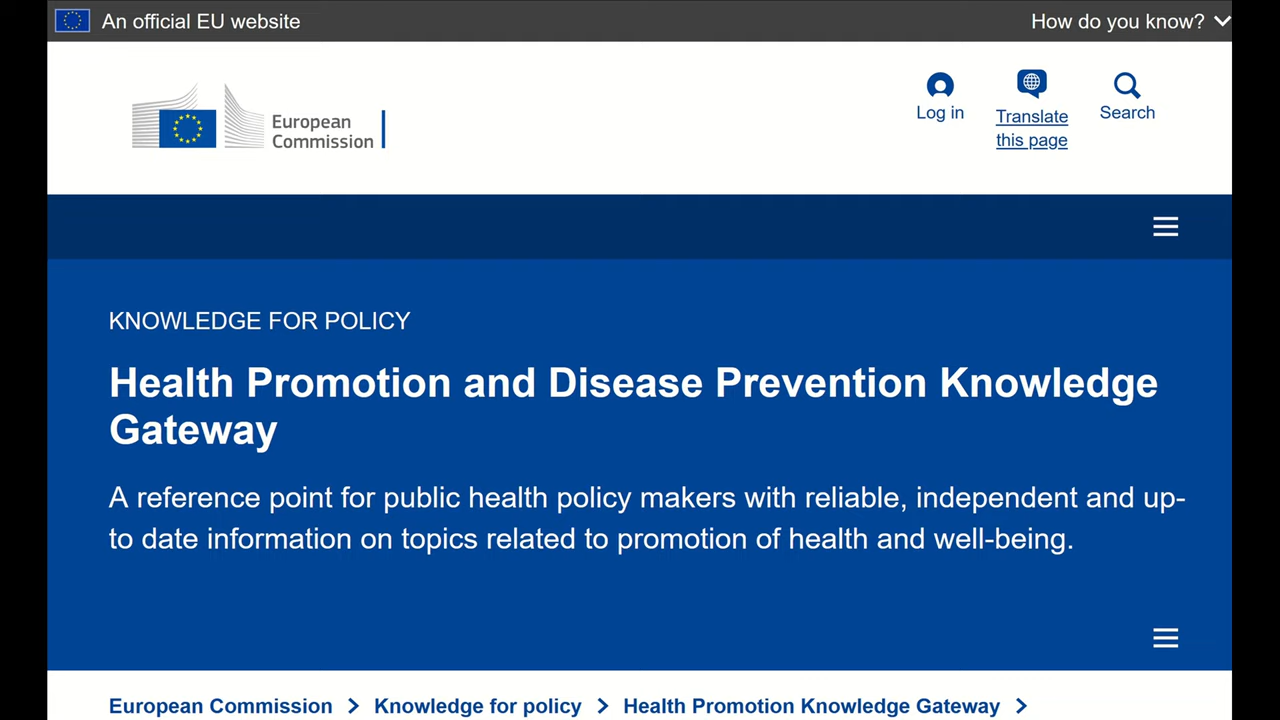 An official EU website
How do you know?
European
Commission
Log in
Translate
this page
Search
KNOWLEDGE FOR POLICY
Health Promotion and Disease Prevention Knowledge
Gateway
A reference point for public health policy makers with reliable, independent and up-
to date information on topics related to promotion of health and well-being.
European Commission > Knowledge for policy > Health Promotion Knowledge Gateway >